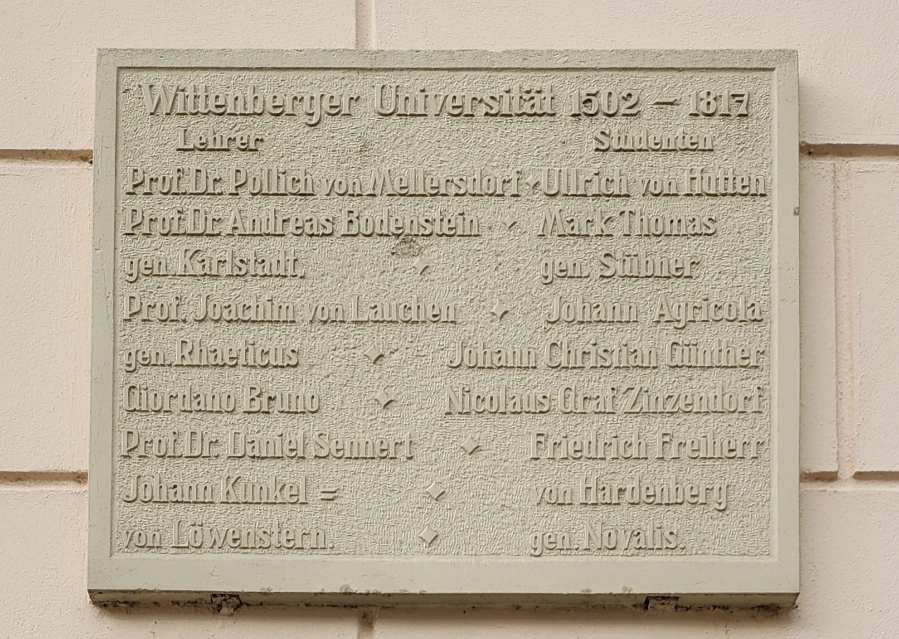 Wittenberger Universität 1502 – 1817
Lehrer Studenten
Prof. Dr. Pollich von Mellersdorf Ullrich von Hutten
Prof. Dr. Andreas Bodenstein Mark Thomas
gen. Karlstadt. gen. Stübner
Prof. Joachim von Lauchen Johann Agricola
gen. Rhaeticus Johann Christian Günther
Giordano Bruno Nicolaus Graf Zinzendorf
Prof. Dr. Daniel Sennert Friedrich Freiherr
Johann Kunkel = von Hardenberg
von Löwenstern. gen. Novalis.